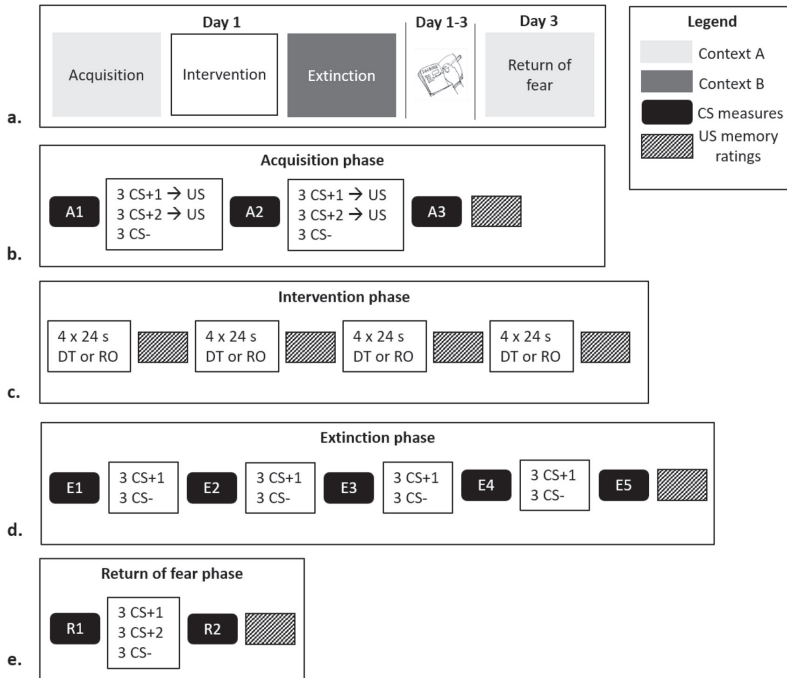 Day 1
Day 1-3
Day 3
Acquisition
Intervention
Extinction
Return of
fear
a.
Legend
Context A
Context B
CS measures
US memory
ratings
Acquisition phase
A1
3 CS+1 → US
3 CS+2 → US
3 CS-
A2
3 CS+1 → US
3 CS+2 → US
3 CS-
A3
b.
Intervention phase
4 x 24 s
DT or RO
4 x 24 s
DT or RO
4 x 24 s
DT or RO
4 x 24 s
DT or RO
c.
Extinction phase
E1
3 CS+1
3 CS-
E2
3 CS+1
3 CS-
E3
3 CS+1
3 CS-
E4
3 CS+1
3 CS-
E5
d.
Return of fear phase
R1
3 CS+1
3 CS+2
3 CS-
R2
e.